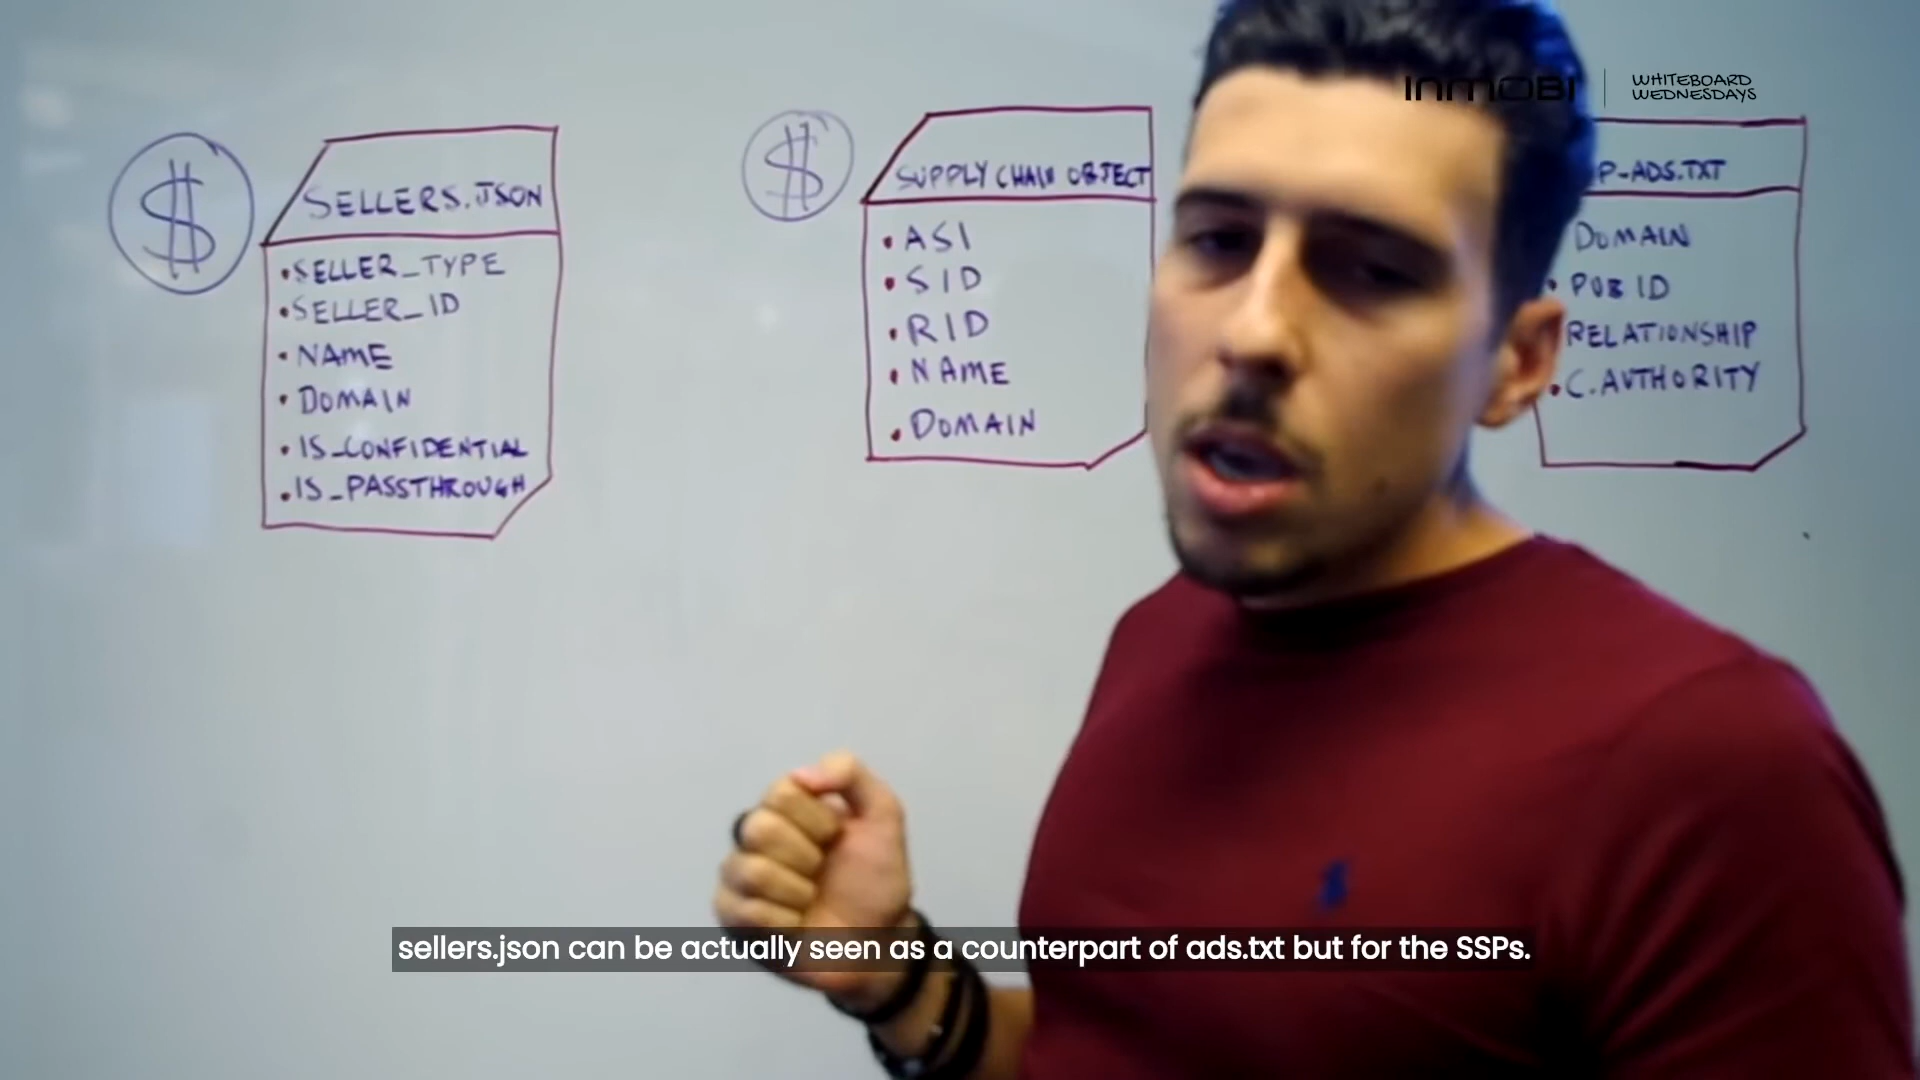 INMOBI
WHITEBOARD
WEDNESDAYS
$
SELLERS.JSON
• SELLER_TYPE
• SELLER_ID
• NAME
• DOMAIN
• IS_CONFIDENTIAL
• IS_PASSTHROUGH
$
SUPPLY CHAIN OBJECT
• ASI
• SID
• RID
• NAME
• DOMAIN
P-ADS.TXT
DOMAIN
• PUB ID
RELATIONSHIP
• C.AUTHORITY
sellers.json can be actually seen as a counterpart of ads.txt but for the SSPs.